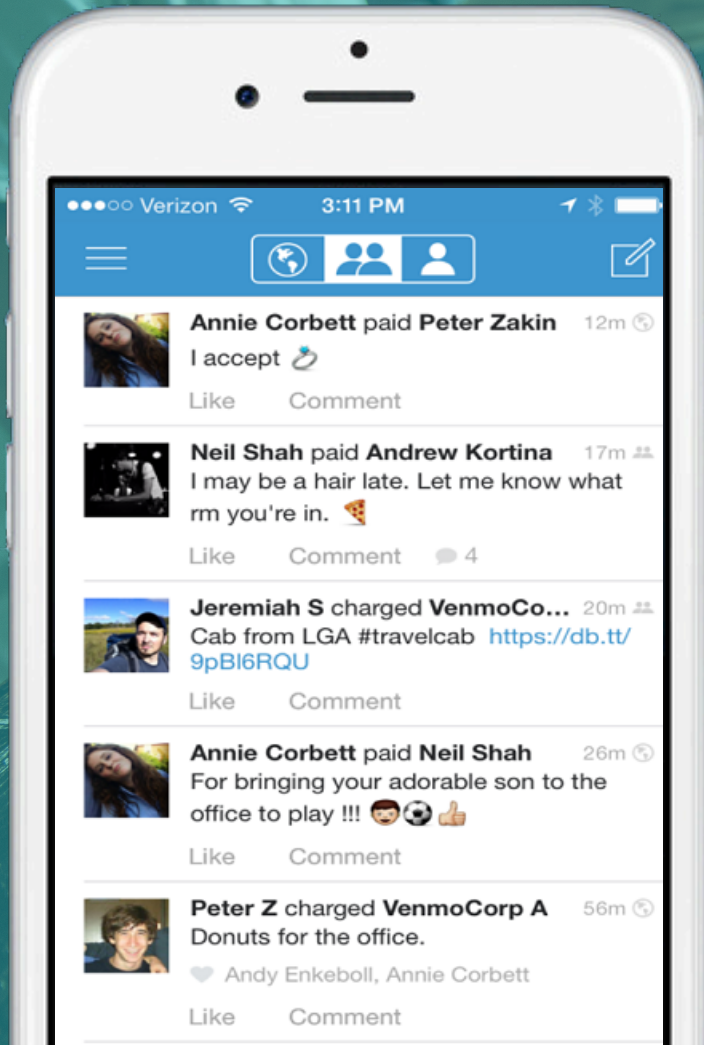 Verizon 3:11 PM
Annie Corbett paid Peter Zakin 12m
I accept 💍
Like Comment
Neil Shah paid Andrew Kortina 17m
I may be a hair late. Let me know what
rm you're in. 🍕
Like Comment 4
Jeremiah S charged VenmoCo... 20m
Cab from LGA #travelcab https://db.tt/
9pBl6RQU
Like Comment
Annie Corbett paid Neil Shah 26m
For bringing your adorable son to the
office to play !!! 👦⚽👍
Like Comment
Peter Z charged VenmoCorp A 56m
Donuts for the office.
Andy Enkeboll, Annie Corbett
Like Comment